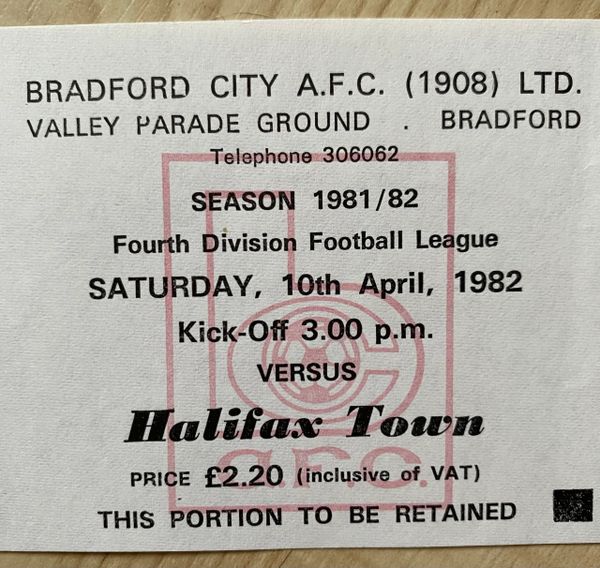 BRADFORD CITY A.F.C. (1908) LTD.
VALLEY PARADE GROUND . BRADFORD
Telephone 306062
SEASON 1981/82
Fourth Division Football League
SATURDAY, 10th April, 1982
Kick-Off 3.00 p.m.
VERSUS
Halifax Town
PRICE £2.20 (inclusive of VAT)
THIS PORTION TO BE RETAINED
b C
A.F.C.